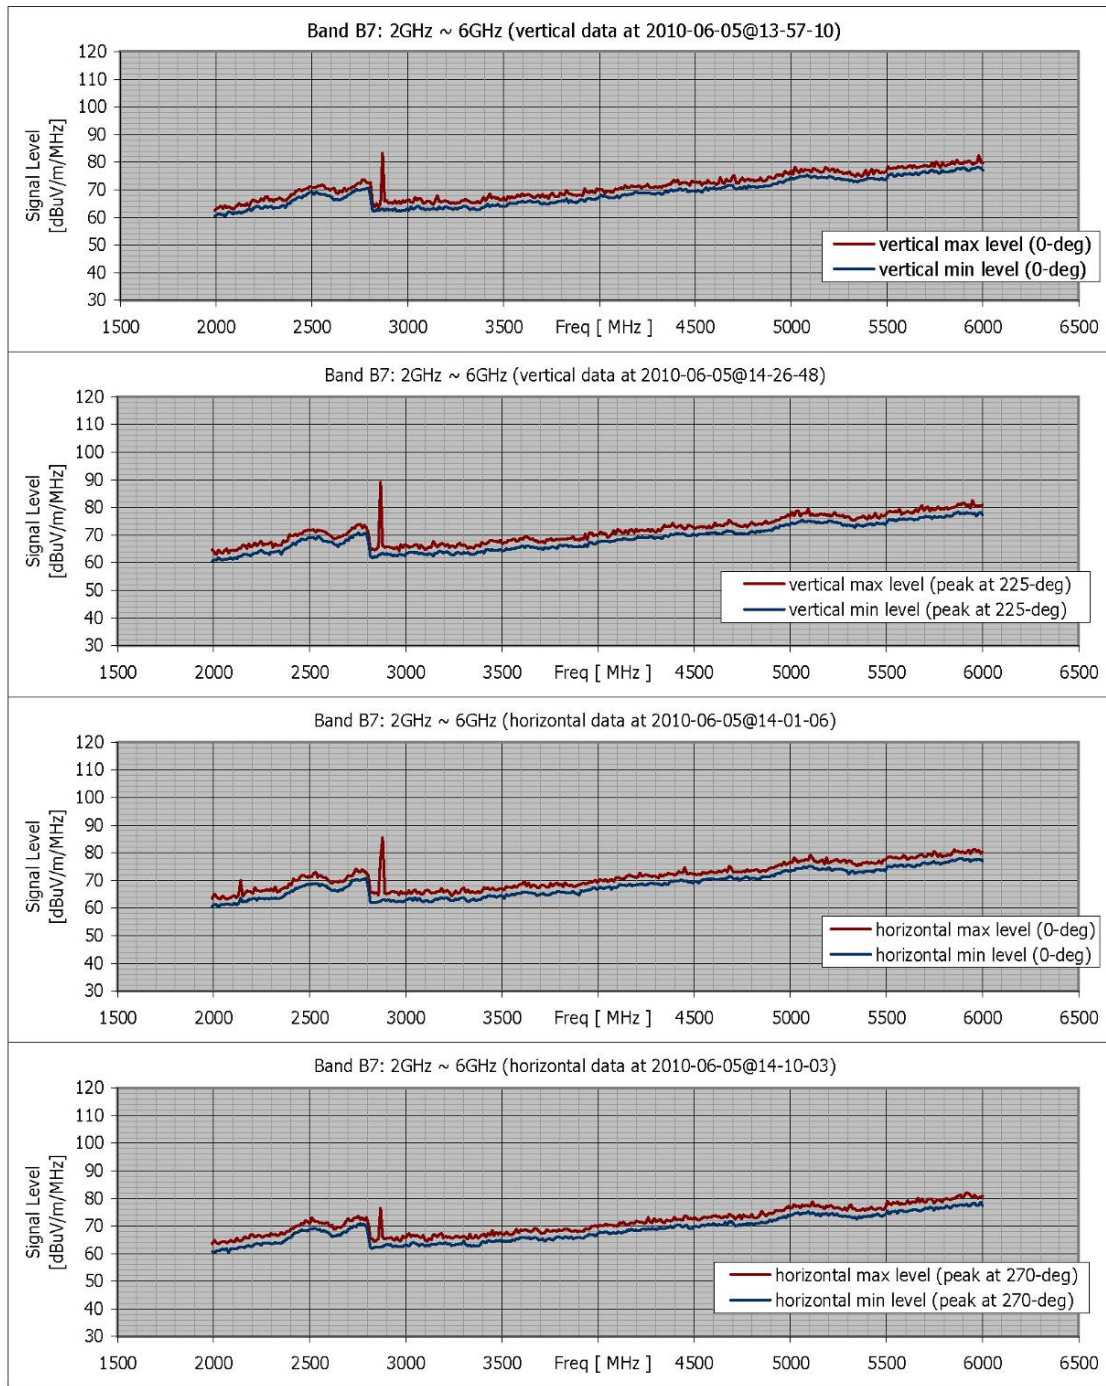 Band B7: 2GHz ~ 6GHz (vertical data at 2010-06-05@13-57-10)
120
110
100
90
80
70
60
50
40
30
Signal Level
[dBuV/m/MHz]
vertical max level (0-deg)
vertical min level (0-deg)
1500 2000 2500 3000 3500 Freq [ MHz ] 4500 5000 5500 6000 6500
Band B7: 2GHz ~ 6GHz (vertical data at 2010-06-05@14-26-48)
120
110
100
90
80
70
60
50
40
30
Signal Level
[dBuV/m/MHz]
vertical max level (peak at 225-deg)
vertical min level (peak at 225-deg)
1500 2000 2500 3000 3500 Freq [ MHz ] 4500 5000 5500 6000 6500
Band B7: 2GHz ~ 6GHz (horizontal data at 2010-06-05@14-01-06)
120
110
100
90
80
70
60
50
40
30
Signal Level
[dBuV/m/MHz]
horizontal max level (0-deg)
horizontal min level (0-deg)
1500 2000 2500 3000 3500 Freq [ MHz ] 4500 5000 5500 6000 6500
Band B7: 2GHz ~ 6GHz (horizontal data at 2010-06-05@14-10-03)
120
110
100
90
80
70
60
50
40
30
Signal Level
[dBuV/m/MHz]
horizontal max level (peak at 270-deg)
horizontal min level (peak at 270-deg)
1500 2000 2500 3000 3500 Freq [ MHz ] 4500 5000 5500 6000 6500